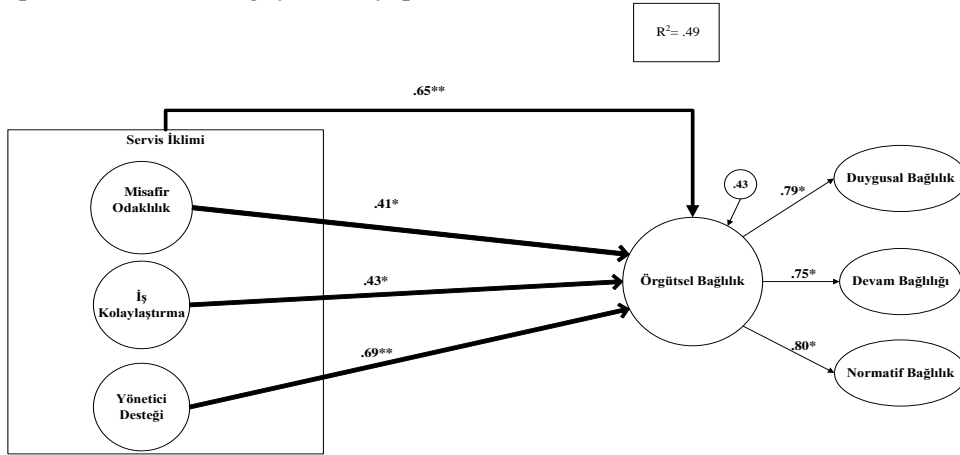 R²= .49
.65**
Servis İklimi
Misafir
Odaklılık
.41*
İş
Kolaylaştırma
.43*
Yönetici
Desteği
.69**
.43
Örgütsel Bağlılık
.79*
Duygusal Bağlılık
.75*
Devam Bağlılığı
.80*
Normatif Bağlılık